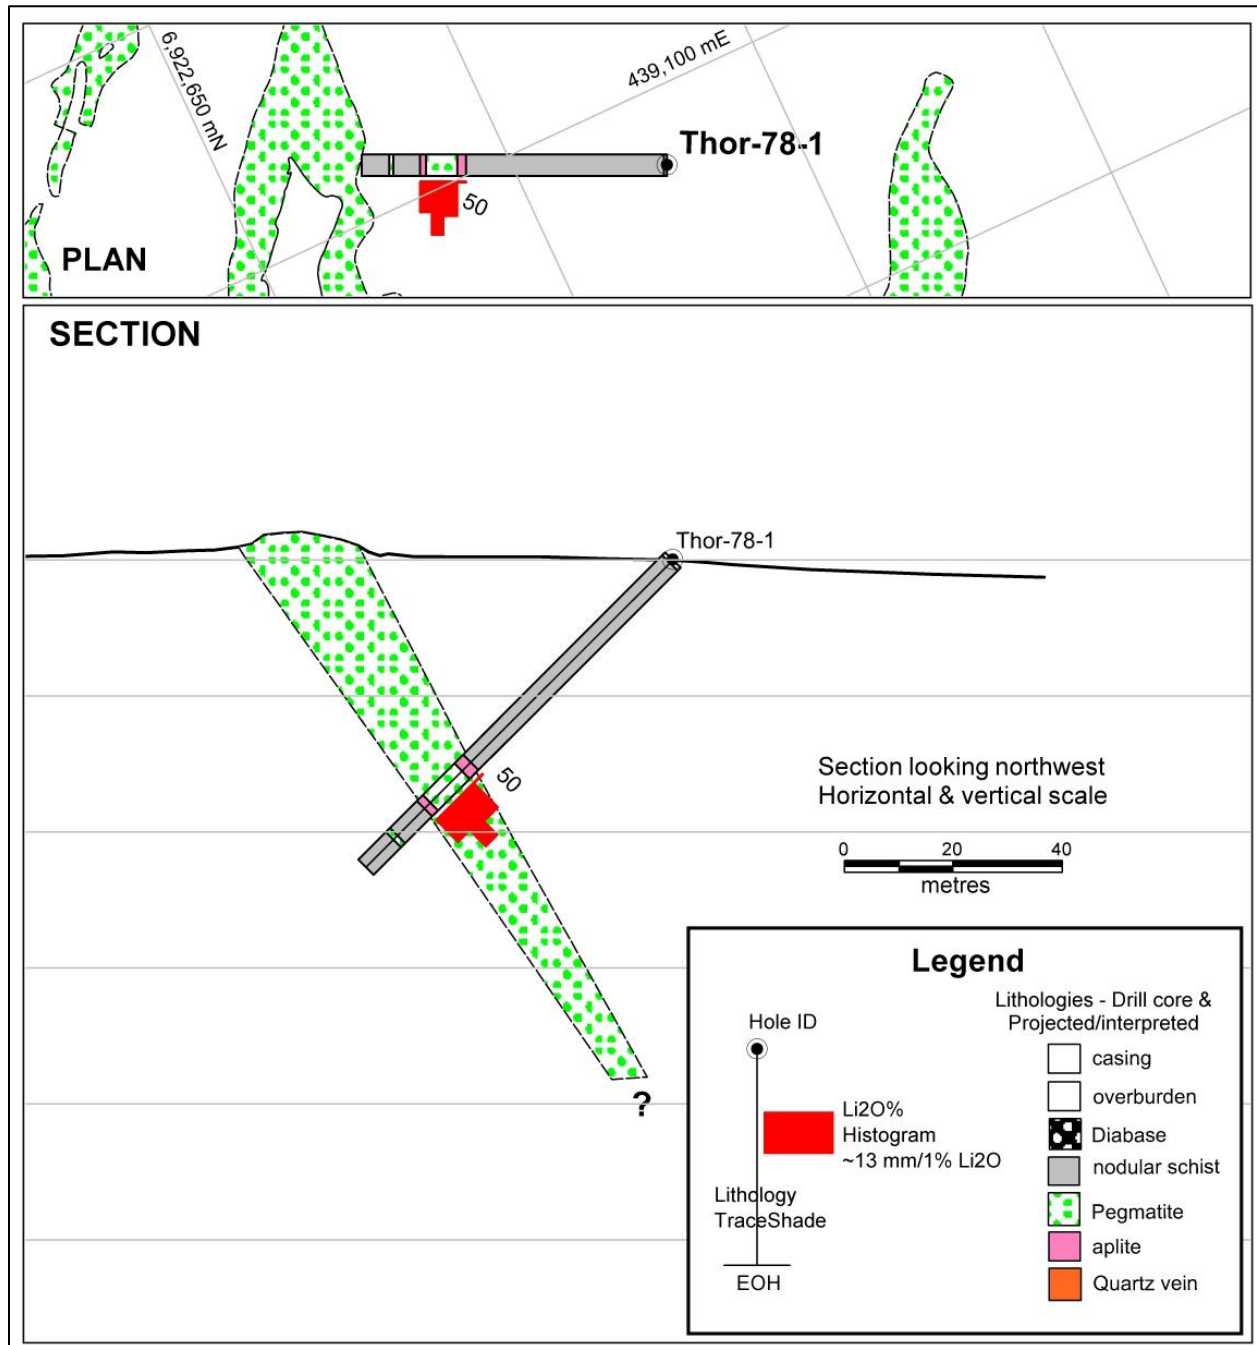 6,922,650 mN
439,100 mE
Thor-78-1
50
PLAN
SECTION
Thor-78-1
50
Section looking northwest
Horizontal & vertical scale
0 20 40
metres
?
Legend
Hole ID
Li2O%
Histogram
~13 mm/1% Li2O
Lithology
TraceShade
EOH
Lithologies - Drill core &
Projected/interpreted
casing
overburden
Diabase
nodular schist
Pegmatite
aplite
Quartz vein